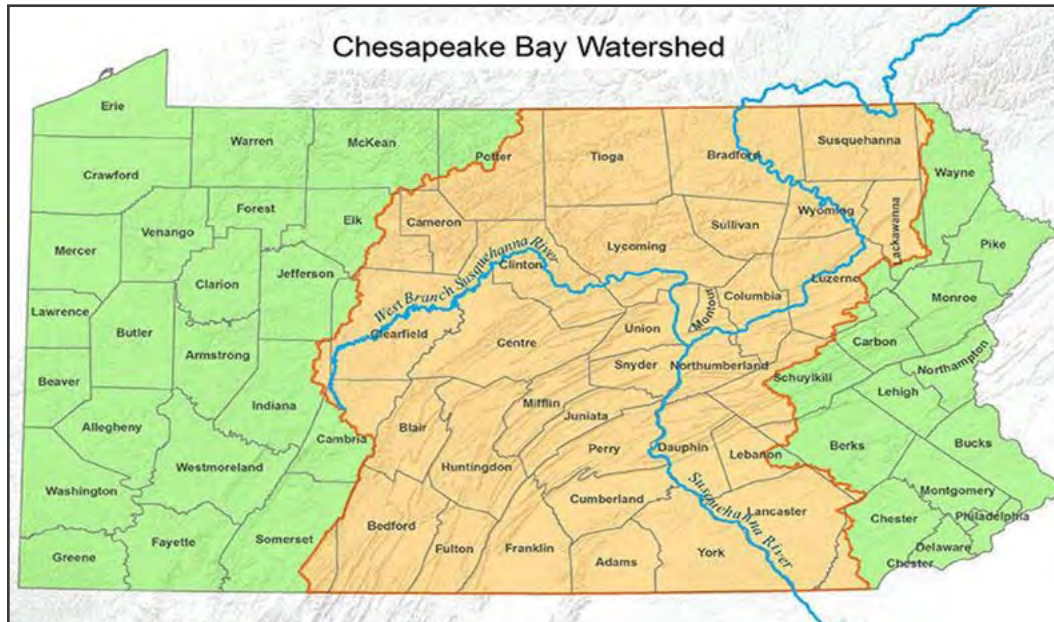 Chesapeake Bay Watershed
Erie
Warren
McKean
Potter
Tioga
Bradford
Susquehanna
Wayne
Crawford
Forest
Elk
Cameron
Sullivan
Wyoming
Lackawanna
Pike
Mercer
Venango
Lycoming
Clinton
West Branch Susquehanna River
Jefferson
Clarion
Luzerne
Monroe
Lawrence
Butler
Clearfield
Centre
Union
Montour
Columbia
Carbon
Northampton
Armstrong
Snyder
Northumberland
Schuylkill
Lehigh
Beaver
Indiana
Mifflin
Juniata
Allegheny
Cambria
Blair
Perry
Dauphin
Lebanon
Berks
Bucks
Westmoreland
Huntingdon
Washington
Cumberland
Susquehanna River
Lancaster
Montgomery
Philadelphia
Chester
Bedford
Greene
Fayette
Somerset
Fulton
Franklin
Adams
York
Delaware
Chester